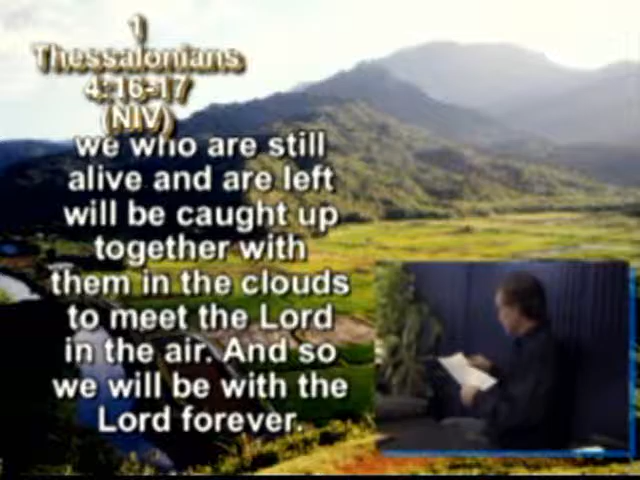 1
Thessalonians
4:16-17
(NIV)
we who are still
alive and are left
will be caught up
together with
them in the clouds
to meet the Lord
in the air. And so
we will be with the
Lord forever.